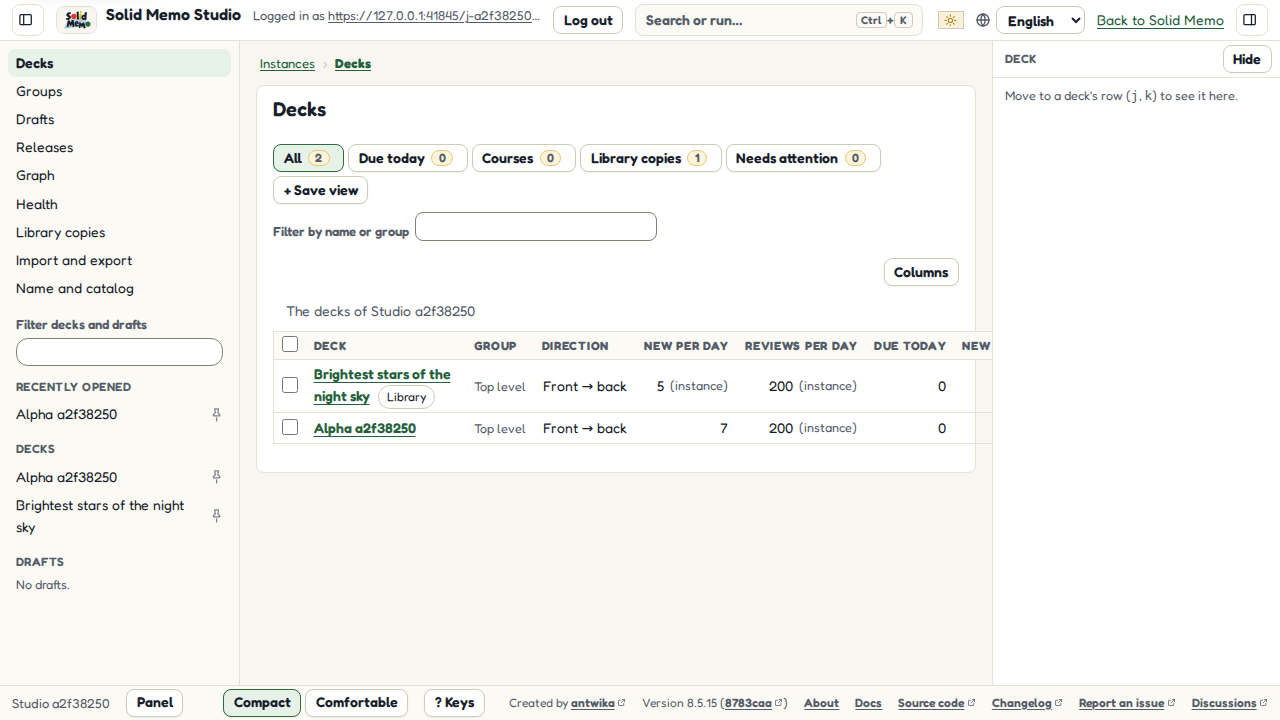 Solid Memo Solid Memo Studio Logged in as https://127.0.0.1:41845/j-a2f38250... Log out Search or run... Ctrl+K English Back to Solid Memo
Decks
Groups
Drafts
Releases
Graph
Health
Library copies
Import and export
Name and catalog
Filter decks and drafts
RECENTLY OPENED
Alpha a2f38250
DECKS
Alpha a2f38250
Brightest stars of the night
sky
DRAFTS
No drafts.
Instances › Decks
Decks
All 2 Due today 0 Courses 0 Library copies 1 Needs attention 0
+ Save view
Filter by name or group
Columns
The decks of Studio a2f38250
DECK GROUP DIRECTION NEW PER DAY REVIEWS PER DAY DUE TODAY NEW
Brightest stars of the
night sky Library Top level Front → back 5 (instance) 200 (instance) 0
Alpha a2f38250 Top level Front → back 7 200 (instance) 0
DECK Hide
Move to a deck's row (j, k) to see it here.
Studio a2f38250 Panel Compact Comfortable ? Keys Created by antwika Version 8.5.15 (8783caa) About Docs Source code Changelog Report an issue Discussions